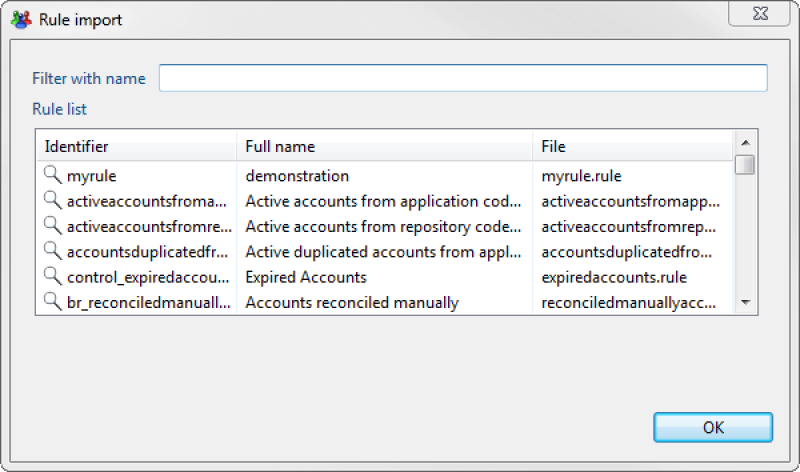 Rule import
Filter with name
Rule list
Identifier Full name File
myrule demonstration myrule.rule
activeaccountsfroma... Active accounts from application cod... activeaccountsfromapp...
activeaccountsfromre... Active accounts from repository code... activeaccountsfromrep...
accountsduplicatedfr... Active duplicated accounts from appl... accountsduplicatedfro...
control_expiredaccou... Expired Accounts expiredaccounts.rule
br_reconciledmanuall... Accounts reconciled manually reconciledmanuallyacc...
OK